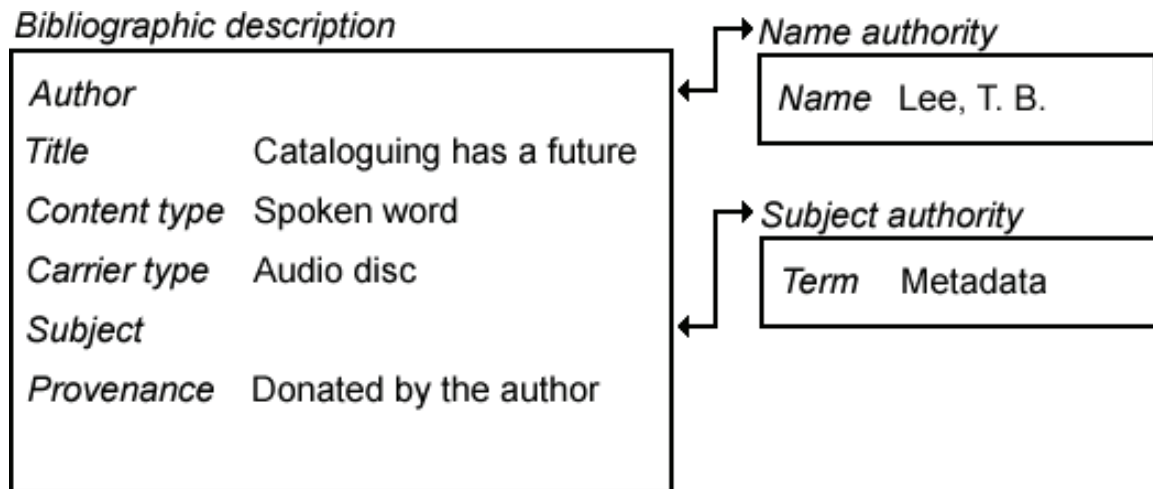 Bibliographic description
Author
Title Cataloguing has a future
Content type Spoken word
Carrier type Audio disc
Subject
Provenance Donated by the author
Name authority
Name Lee, T. B.
Subject authority
Term Metadata